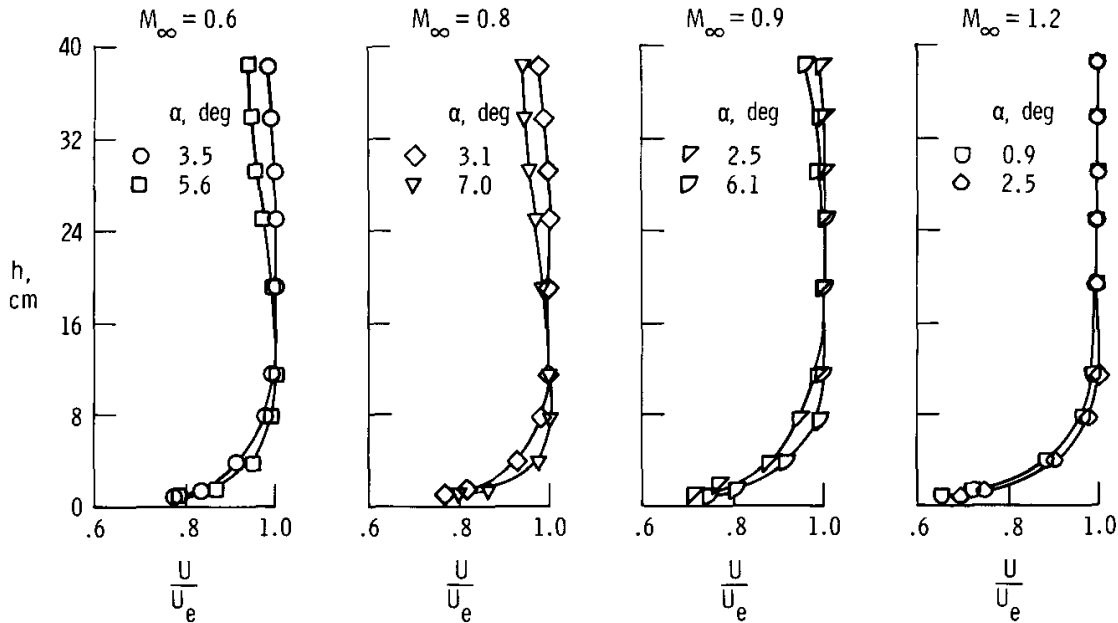 M∞ = 0.6
M∞ = 0.8
M∞ = 0.9
M∞ = 1.2
40
32
24
16
8
0
h,
cm
α, deg
3.5
5.6
α, deg
3.1
7.0
α, deg
2.5
6.1
α, deg
0.9
2.5
.6 .8 1.0
.6 .8 1.0
.6 .8 1.0
.6 .8 1.0
U
Ue
U
Ue
U
Ue
U
Ue